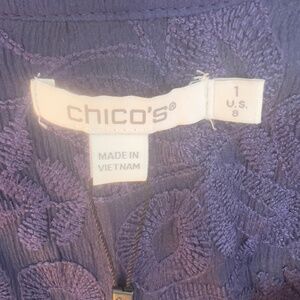 chico's®
1
U.S.
8
MADE IN
VIETNAM